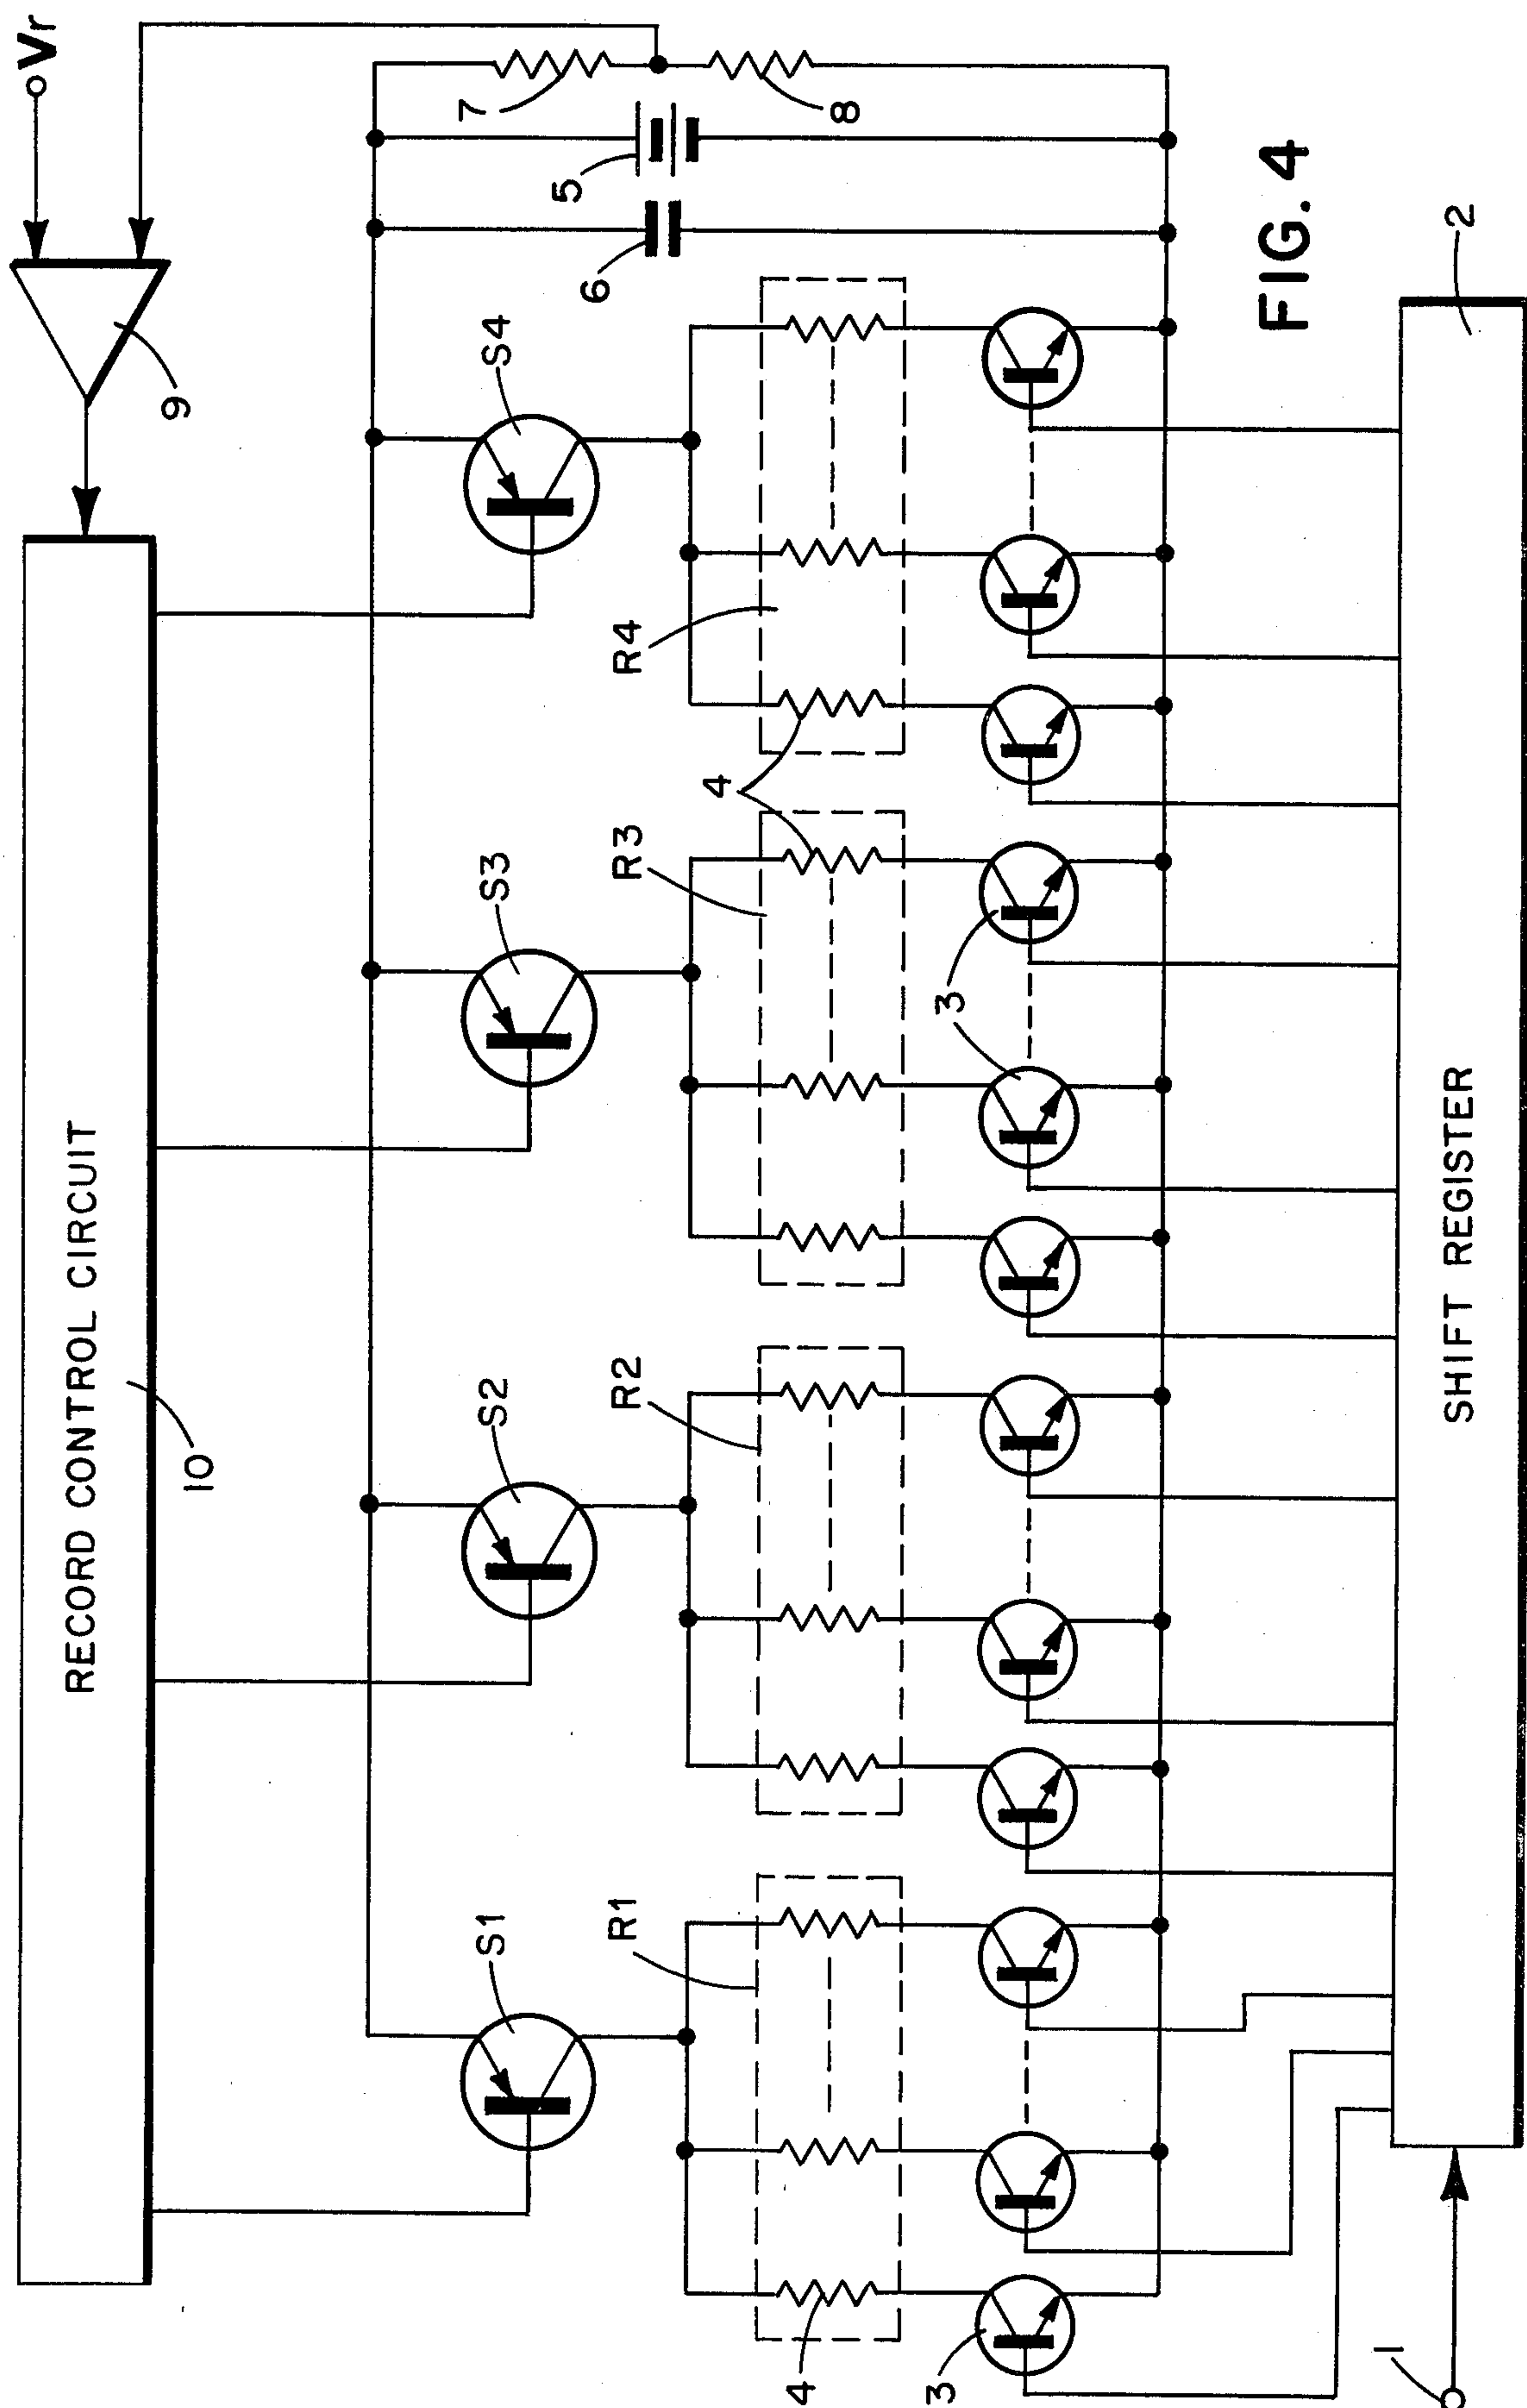 Vr
9
RECORD CONTROL CIRCUIT
10
S1
S2
S3
S4
7
5
6
8
R1
R2
R3
R4
4
4
3
3
FIG. 4
SHIFT REGISTER
2
1